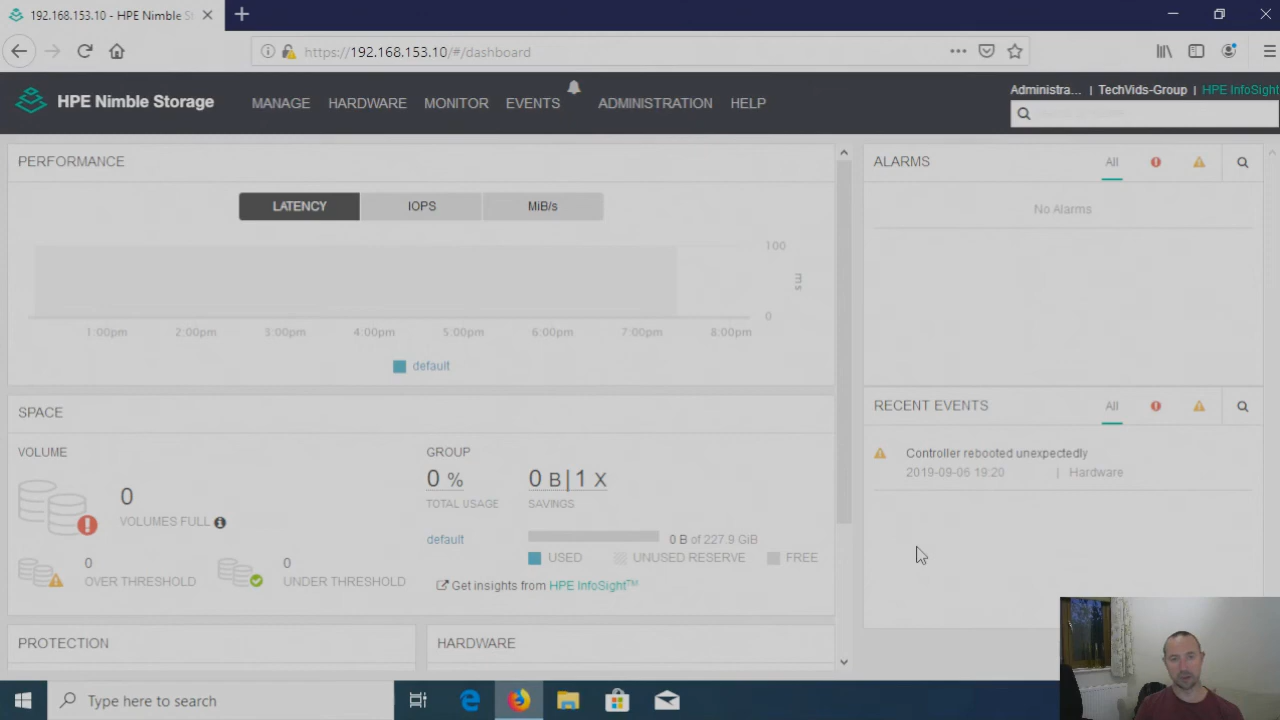 192.168.153.10 - HPE Nimble St
https://192.168.153.10/#/dashboard
HPE Nimble Storage
MANAGE HARDWARE MONITOR EVENTS ADMINISTRATION HELP
Administra... | TechVids-Group | HPE InfoSight
PERFORMANCE
LATENCY IOPS MiB/s
100
ms
0
1:00pm 2:00pm 3:00pm 4:00pm 5:00pm 6:00pm 7:00pm 8:00pm
default
SPACE
VOLUME
0
VOLUMES FULL
0
OVER THRESHOLD
0
UNDER THRESHOLD
GROUP
0 %
TOTAL USAGE
0 B|1 X
SAVINGS
default
0 B of 227.9 GiB
USED UNUSED RESERVE FREE
Get insights from HPE InfoSight™
PROTECTION
HARDWARE
ALARMS
All
No Alarms
RECENT EVENTS
All
Controller rebooted unexpectedly
2019-09-06 19:20 | Hardware
Type here to search